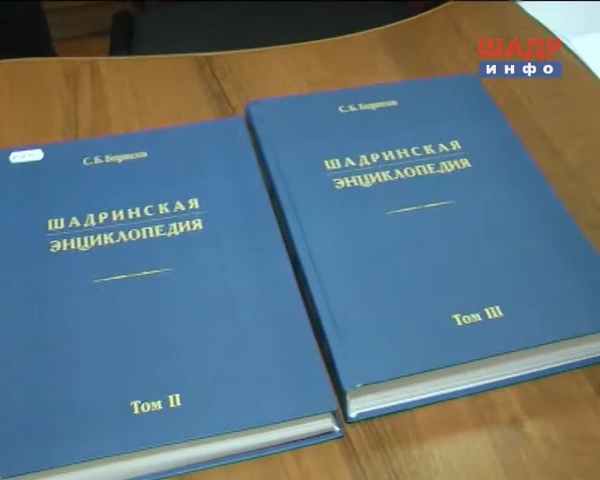 ШАДР
инфо
С.Б. Борисов
ШАДРИНСКАЯ
ЭНЦИКЛОПЕДИЯ
Том II
С.Б. Борисов
ШАДРИНСКАЯ
ЭНЦИКЛОПЕДИЯ
Том III